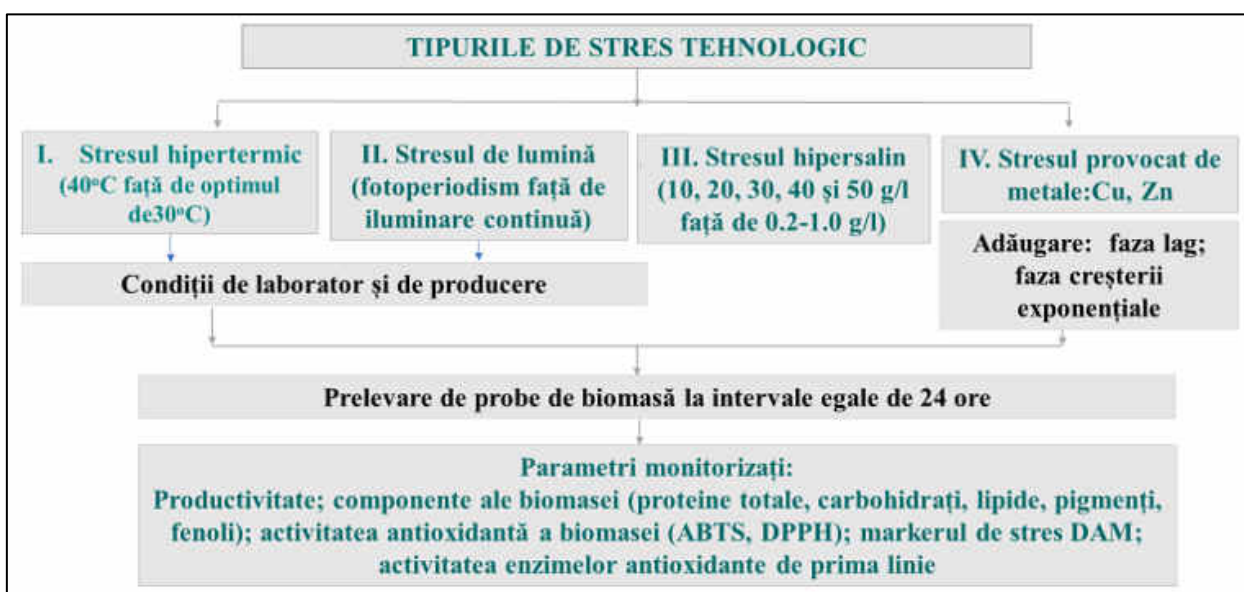 TIPURILE DE STRES TEHNOLOGIC
I. Stresul hipertermic
(40°C față de optimul
de30°C)
II. Stresul de lumină
(fotoperiodism față de
iluminare continuă)
III. Stresul hipersalin
(10, 20, 30, 40 și 50 g/l
față de 0.2-1.0 g/l)
IV. Stresul provocat de
metale:Cu, Zn
Adăugare: faza lag;
faza creșterii
exponențiale
Condiții de laborator și de producere
Prelevare de probe de biomasă la intervale egale de 24 ore
Parametri monitorizați:
Productivitate; componente ale biomasei (proteine totale, carbohidrați, lipide, pigmenți,
fenoli); activitatea antioxidantă a biomasei (ABTS, DPPH); markerul de stres DAM;
activitatea enzimelor antioxidante de prima linie